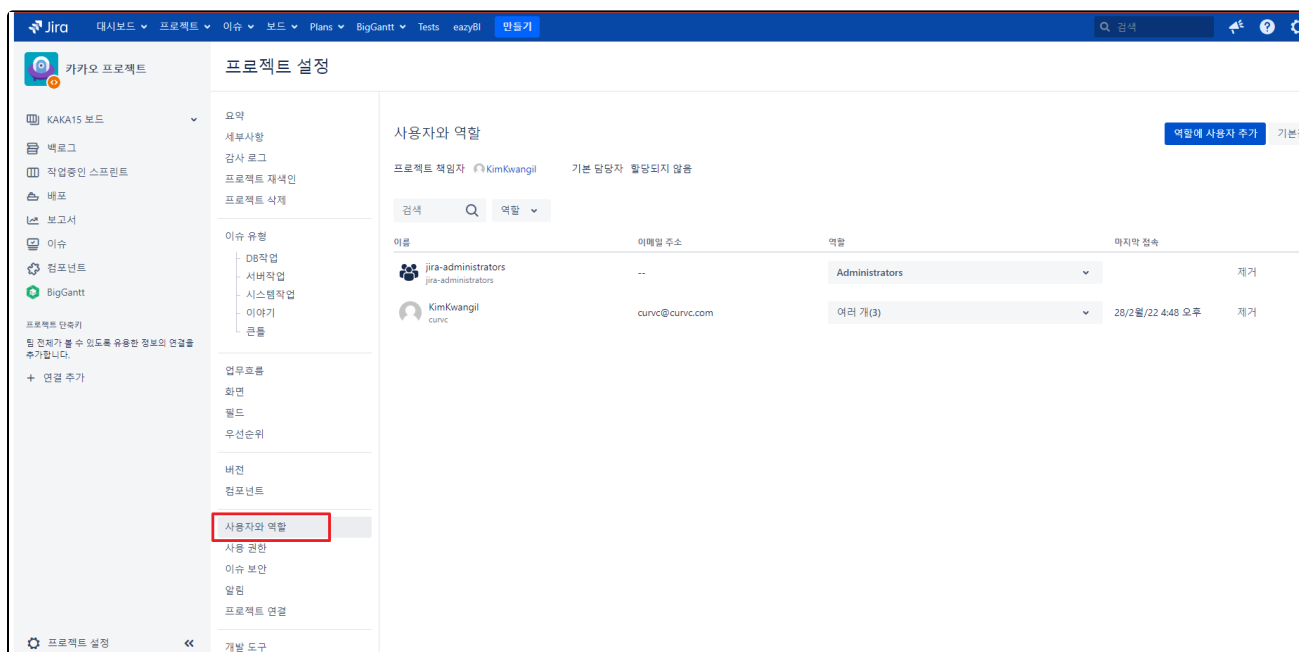 Jira 대시보드 프로젝트 이슈 보드 Plans BigGantt Tests eazyBI 만들기 검색
카카오 프로젝트
KAKA15 보드
백로그
작업중인 스프린트
배포
보고서
이슈
컴포넌트
BigGantt
프로젝트 단축키
팀 전체가 볼 수 있도록 유용한 정보의 연결을
추가합니다.
+ 연결 추가
프로젝트 설정
프로젝트 설정
요약
세부사항
감사 로그
프로젝트 재색인
프로젝트 삭제
이슈 유형
DB작업
서버작업
시스템작업
이야기
큰틀
업무흐름
화면
필드
우선순위
버전
컴포넌트
사용자와 역할
사용 권한
이슈 보안
알림
프로젝트 연결
개발 도구
사용자와 역할
역할에 사용자 추가
프로젝트 책임자 KimKwangil 기본 담당자 할당되지 않음
검색 역할
이름 이메일 주소 역할 마지막 접속
jira-administrators -- Administrators 제거
jira-administrators
KimKwangil curvc@curvc.com 여러 개(3) 28/2월/22 4:48 오후 제거
curvc